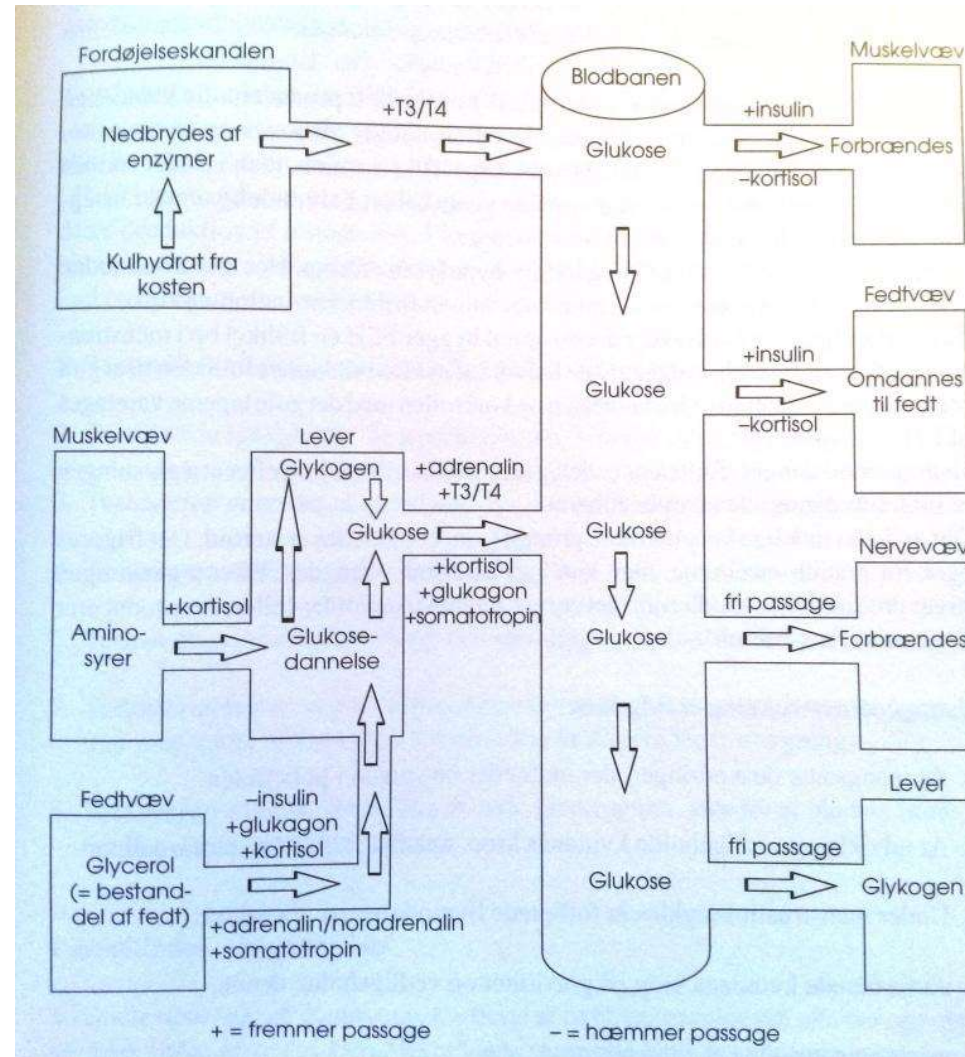 Fordøjelseskanalen
Nedbrydes af
enzymer
Kulhydrat fra
kosten
+T3/T4
Blodbanen
Glukose
+insulin
–kortisol
Muskelvæv
Forbrændes
Glukose
+insulin
–kortisol
Fedtvæv
Omdannes
til fedt
Muskelvæv
Amino-
syrer
+kortisol
Lever
Glykogen
Glukose
Glukose-
dannelse
+adrenalin
+T3/T4
+kortisol
+glukagon
+somatotropin
Glukose
Glukose
fri passage
Nervevæv
Forbrændes
Fedtvæv
Glycerol
(= bestand-
del af fedt)
–insulin
+glukagon
+kortisol
+adrenalin/noradrenalin
+somatotropin
Glukose
fri passage
Lever
Glykogen
+ = fremmer passage
– = hæmmer passage